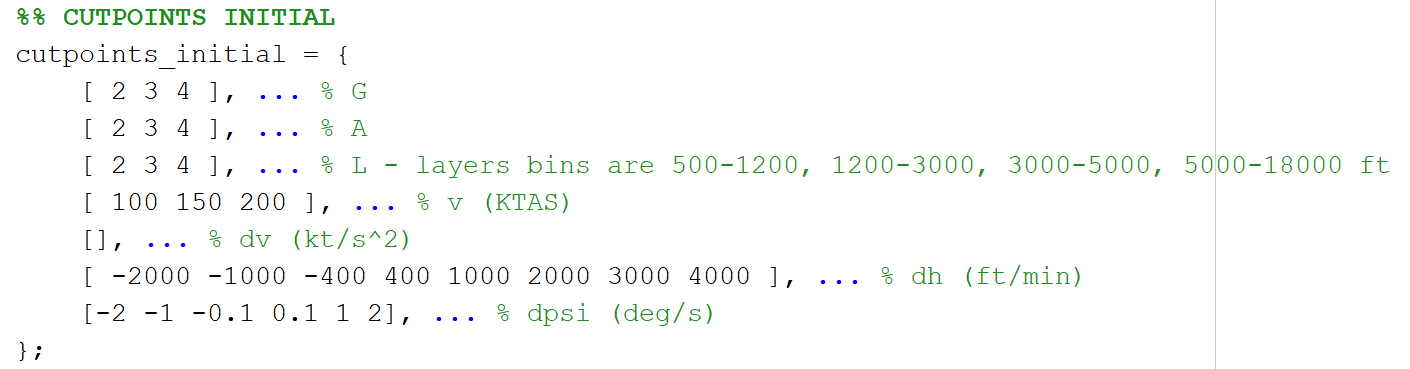 %% CUTPOINTS INITIAL
cutpoints_initial = {
[ 2 3 4 ], ... % G
[ 2 3 4 ], ... % A
[ 2 3 4 ], ... % L - layers bins are 500-1200, 1200-3000, 3000-5000, 5000-18000 ft
[ 100 150 200 ], ... % v (KTAS)
[], ... % dv (kt/s^2)
[ -2000 -1000 -400 400 1000 2000 3000 4000 ], ... % dh (ft/min)
[-2 -1 -0.1 0.1 1 2], ... % dpsi (deg/s)
};